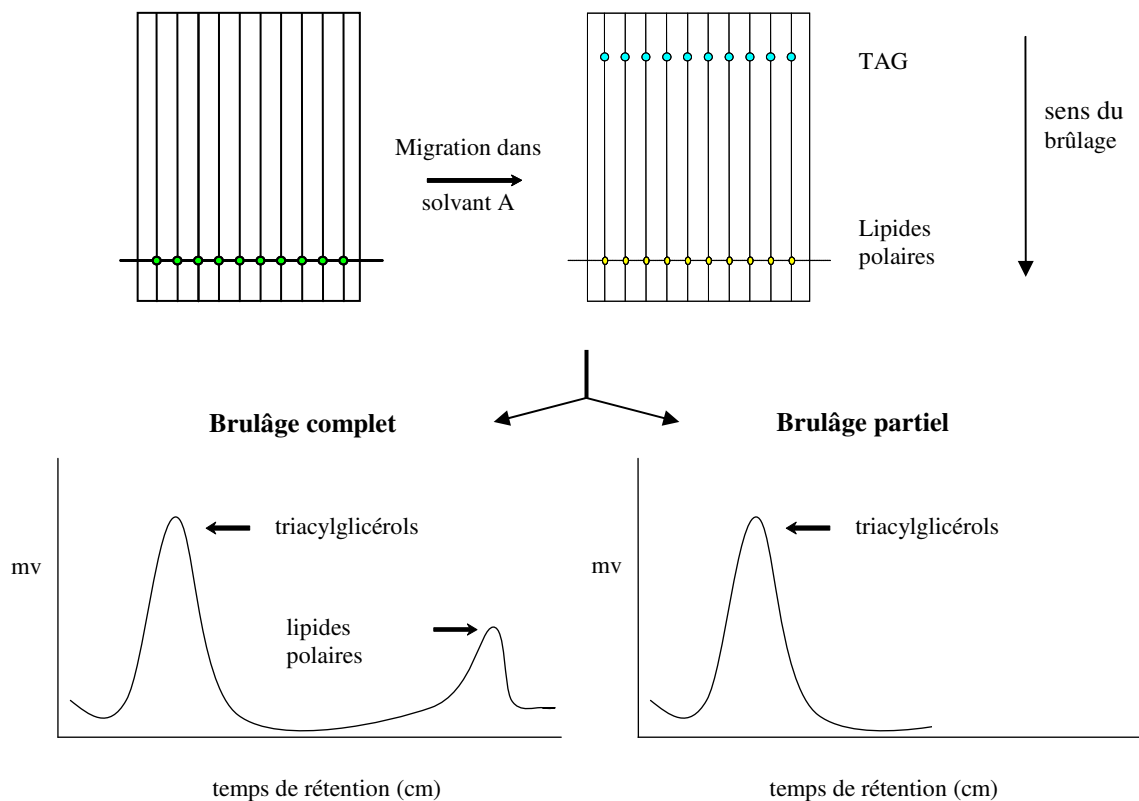 TAG
sens du
brûlage
Migration dans
solvant A
Lipides
polaires
Brulâge complet
Brulâge partiel
triacylglicérols
triacylglicérols
mv
mv
lipides
polaires
temps de rétention (cm)
temps de rétention (cm)